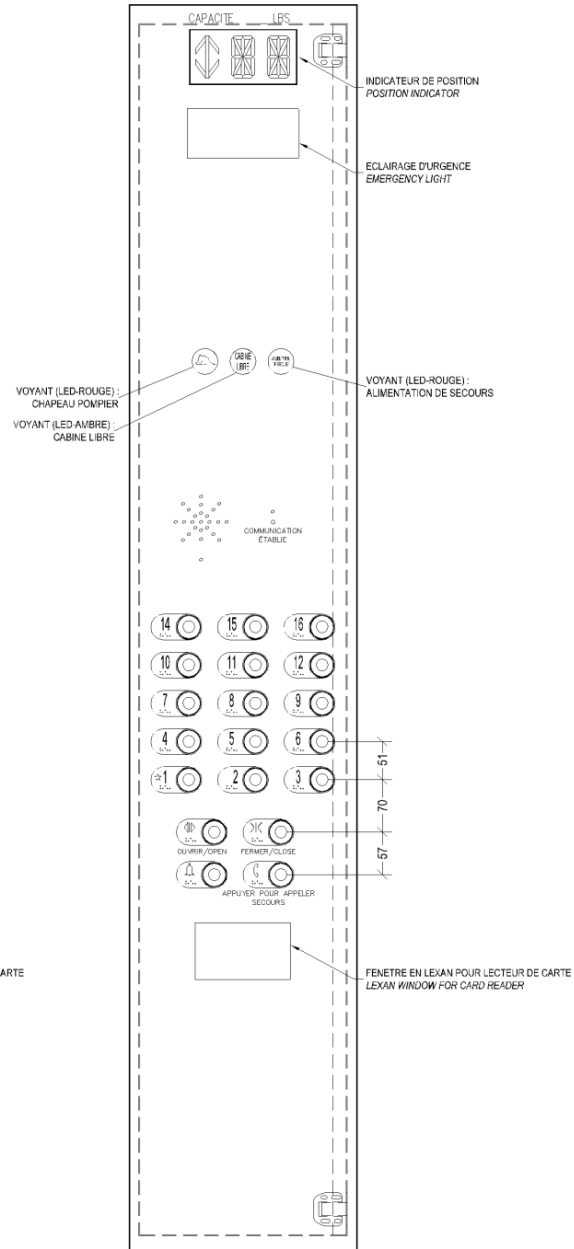 CAPACITE LBS
INDICATEUR DE POSITION
POSITION INDICATOR
ECLAIRAGE D'URGENCE
EMERGENCY LIGHT
CABINE
LIBRE
VOYANT (LED-ROUGE) :
CHAPEAU POMPIER
VOYANT (LED-AMBRE) :
CABINE LIBRE
VOYANT (LED-ROUGE) :
ALIMENTATION DE SECOURS
COMMUNICATION
ÉTABLIE
14 15 16
10 11 12
7 8 9
4 5 6
☆1 2 3
51
70
57
OUVRIR/OPEN FERMER/CLOSE
APPUYER POUR APPELER
SECOURS
ARTE
FENETRE EN LEXAN POUR LECTEUR DE CARTE
LEXAN WINDOW FOR CARD READER